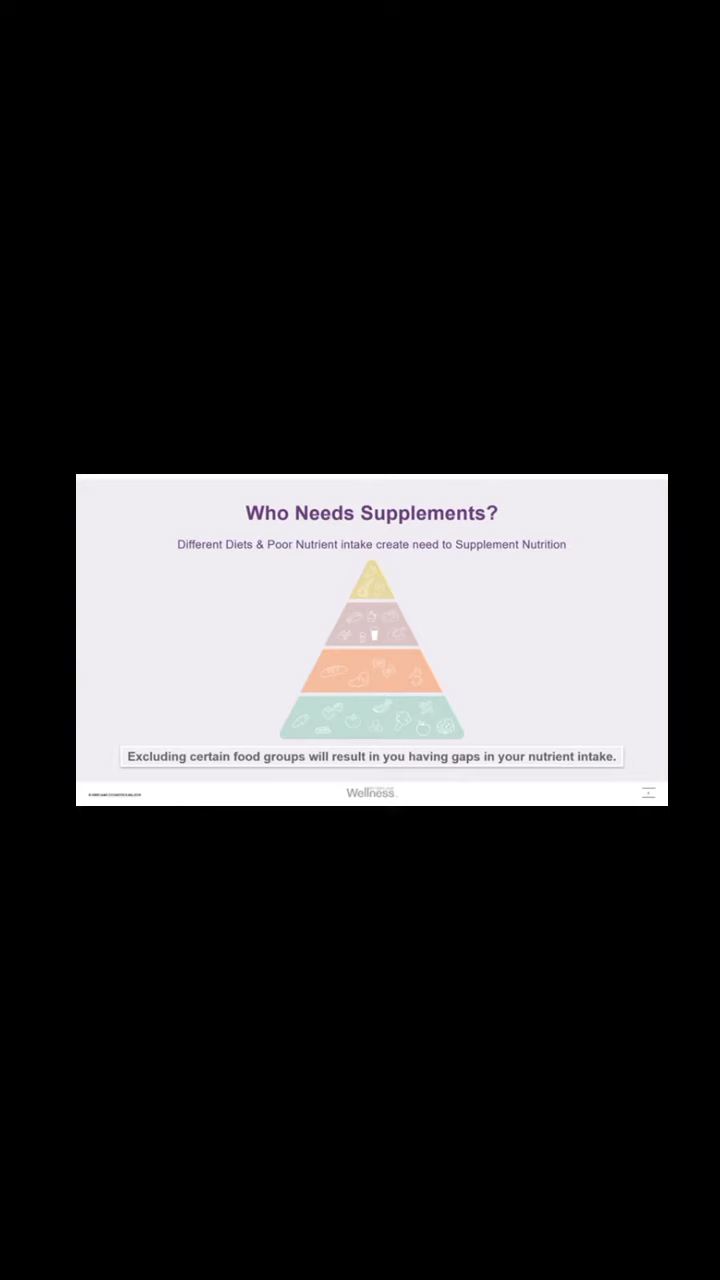 Who Needs Supplements?
Different Diets & Poor Nutrient intake create need to Supplement Nutrition
Excluding certain food groups will result in you having gaps in your nutrient intake.
Wellness